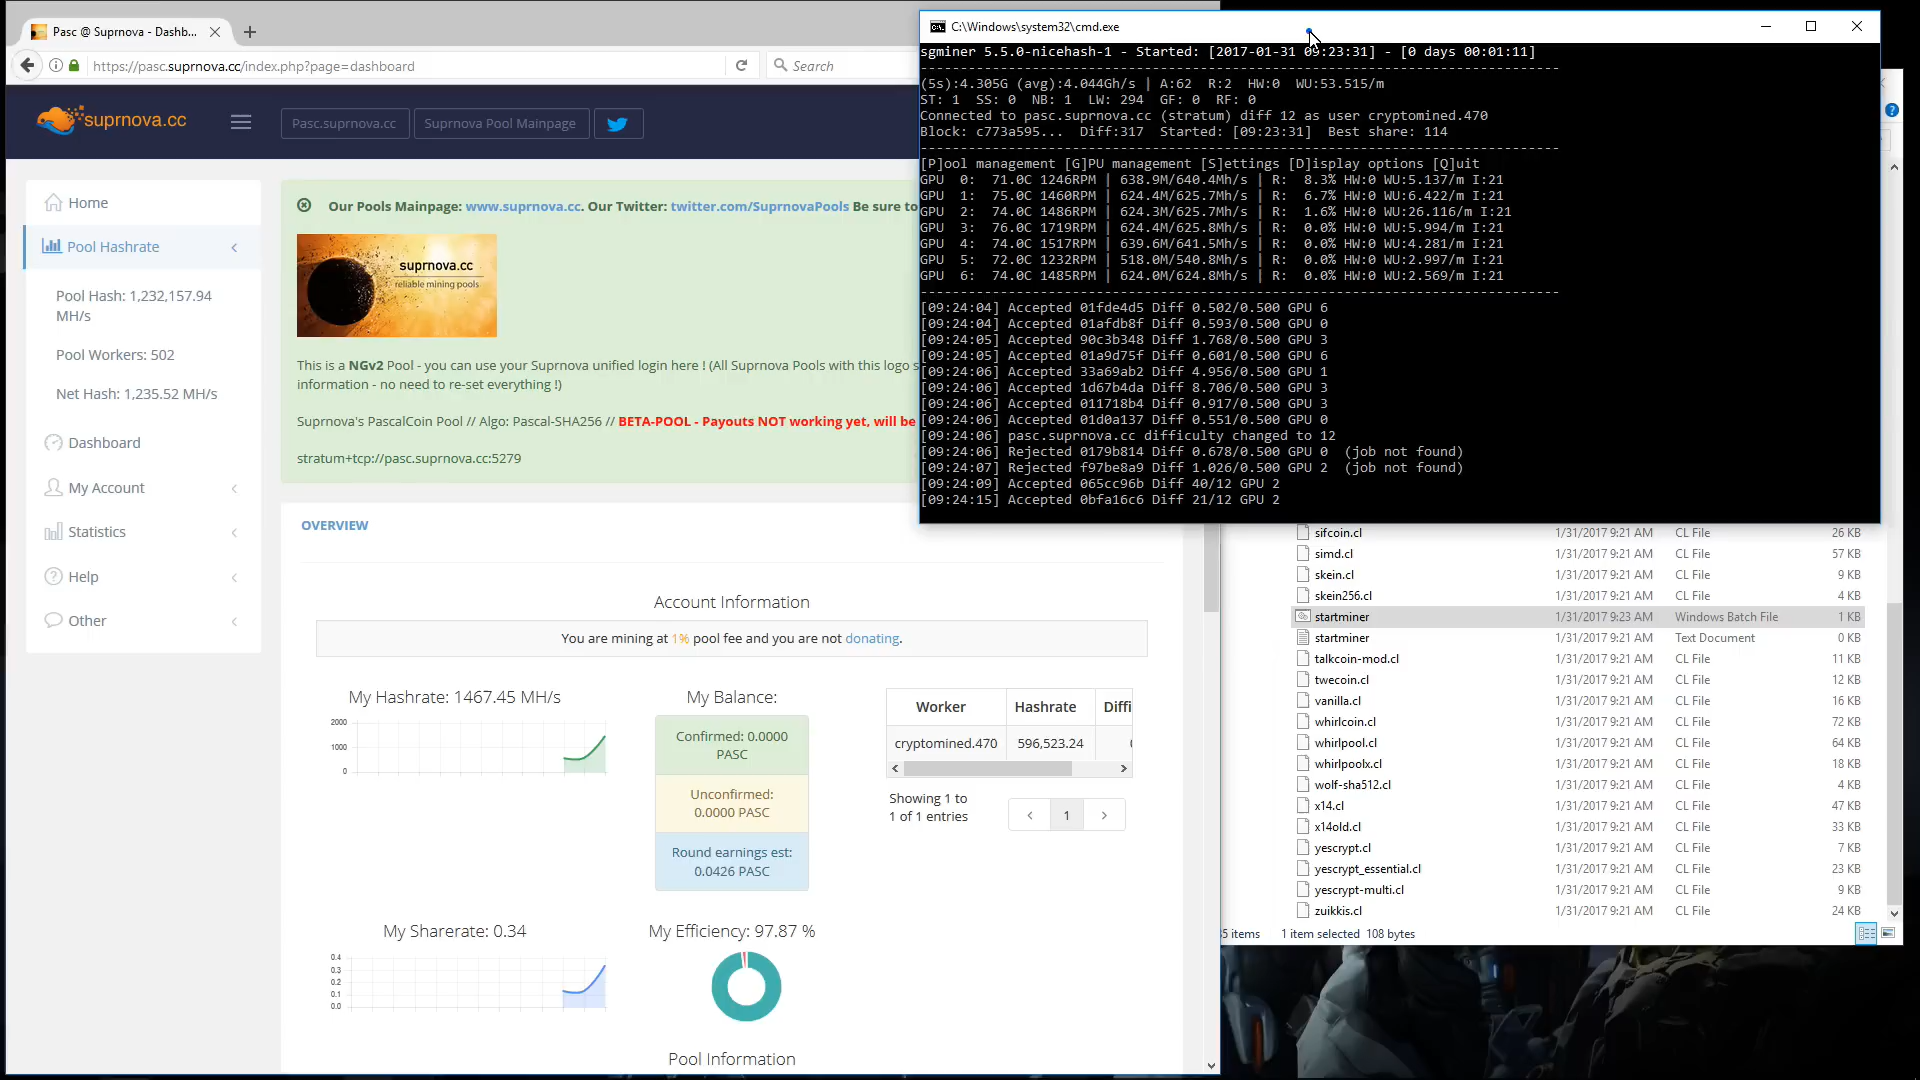 Pasc @ Suprnova - Dashb...
https://pasc.suprnova.cc/index.php?page=dashboard
Search
suprnova.cc
Pasc.suprnova.cc
Suprnova Pool Mainpage
Home
Pool Hashrate
Pool Hash: 1,232,157.94
MH/s
Pool Workers: 502
Net Hash: 1,235.52 MH/s
Dashboard
My Account
Statistics
Help
Other
Our Pools Mainpage: www.suprnova.cc. Our Twitter: twitter.com/SuprnovaPools Be sure to
suprnova.cc
reliable mining pools
This is a NGv2 Pool - you can use your Suprnova unified login here ! (All Suprnova Pools with this logo s
information - no need to re-set everything !)
Suprnova's PascalCoin Pool // Algo: Pascal-SHA256 // BETA-POOL - Payouts NOT working yet, will be
stratum+tcp://pasc.suprnova.cc:5279
OVERVIEW
Account Information
You are mining at 1% pool fee and you are not donating.
My Hashrate: 1467.45 MH/s
2000
1000
0
My Balance:
Confirmed: 0.0000
PASC
Unconfirmed:
0.0000 PASC
Round earnings est:
0.0426 PASC
Worker Hashrate Diffi
cryptomined.470 596,523.24
Showing 1 to
1 of 1 entries
1
My Sharerate: 0.34
0.4
0.3
0.2
0.1
0.0
My Efficiency: 97.87 %
Pool Information
C:\Windows\system32\cmd.exe
sgminer 5.5.0-nicehash-1 - Started: [2017-01-31 09:23:31] - [0 days 00:01:11]
--------------------------------------------------------------------------------
(5s):4.305G (avg):4.044Gh/s | A:62 R:2 HW:0 WU:53.515/m
ST: 1 SS: 0 NB: 1 LW: 294 GF: 0 RF: 0
Connected to pasc.suprnova.cc (stratum) diff 12 as user cryptomined.470
Block: c773a595... Diff:317 Started: [09:23:31] Best share: 114
--------------------------------------------------------------------------------
[P]ool management [G]PU management [S]ettings [D]isplay options [Q]uit
GPU 0: 71.0C 1246RPM | 638.9M/640.4Mh/s | R: 8.3% HW:0 WU:5.137/m I:21
GPU 1: 75.0C 1460RPM | 624.4M/625.7Mh/s | R: 6.7% HW:0 WU:6.422/m I:21
GPU 2: 74.0C 1486RPM | 624.3M/625.7Mh/s | R: 1.6% HW:0 WU:26.116/m I:21
GPU 3: 76.0C 1719RPM | 624.4M/625.8Mh/s | R: 0.0% HW:0 WU:5.994/m I:21
GPU 4: 74.0C 1517RPM | 639.6M/641.5Mh/s | R: 0.0% HW:0 WU:4.281/m I:21
GPU 5: 72.0C 1232RPM | 518.0M/540.8Mh/s | R: 0.0% HW:0 WU:2.997/m I:21
GPU 6: 74.0C 1485RPM | 624.0M/624.8Mh/s | R: 0.0% HW:0 WU:2.569/m I:21
--------------------------------------------------------------------------------
[09:24:04] Accepted 01fde4d5 Diff 0.502/0.500 GPU 6
[09:24:04] Accepted 01afdb8f Diff 0.593/0.500 GPU 0
[09:24:05] Accepted 90c3b348 Diff 1.768/0.500 GPU 3
[09:24:05] Accepted 01a9d75f Diff 0.601/0.500 GPU 6
[09:24:06] Accepted 33a69ab2 Diff 4.956/0.500 GPU 1
[09:24:06] Accepted 1d67b4da Diff 8.706/0.500 GPU 3
[09:24:06] Accepted 011718b4 Diff 0.917/0.500 GPU 3
[09:24:06] Accepted 01d0a137 Diff 0.551/0.500 GPU 0
[09:24:06] pasc.suprnova.cc difficulty changed to 12
[09:24:06] Rejected 0179b814 Diff 0.678/0.500 GPU 0 (job not found)
[09:24:07] Rejected f97be8a9 Diff 1.026/0.500 GPU 2 (job not found)
[09:24:09] Accepted 065cc96b Diff 40/12 GPU 2
[09:24:15] Accepted 0bfa16c6 Diff 21/12 GPU 2
sifcoin.cl 1/31/2017 9:21 AM CL File 26 KB
simd.cl 1/31/2017 9:21 AM CL File 57 KB
skein.cl 1/31/2017 9:21 AM CL File 9 KB
skein256.cl 1/31/2017 9:21 AM CL File 4 KB
startminer 1/31/2017 9:23 AM Windows Batch File 1 KB
startminer 1/31/2017 9:21 AM Text Document 0 KB
talkcoin-mod.cl 1/31/2017 9:21 AM CL File 11 KB
twecoin.cl 1/31/2017 9:21 AM CL File 12 KB
vanilla.cl 1/31/2017 9:21 AM CL File 16 KB
whirlcoin.cl 1/31/2017 9:21 AM CL File 72 KB
whirlpool.cl 1/31/2017 9:21 AM CL File 64 KB
whirlpoolx.cl 1/31/2017 9:21 AM CL File 18 KB
wolf-sha512.cl 1/31/2017 9:21 AM CL File 4 KB
x14.cl 1/31/2017 9:21 AM CL File 47 KB
x14old.cl 1/31/2017 9:21 AM CL File 33 KB
yescrypt.cl 1/31/2017 9:21 AM CL File 7 KB
yescrypt_essential.cl 1/31/2017 9:21 AM CL File 23 KB
yescrypt-multi.cl 1/31/2017 9:21 AM CL File 9 KB
zuikkis.cl 1/31/2017 9:21 AM CL File 24 KB
items 1 item selected 108 bytes